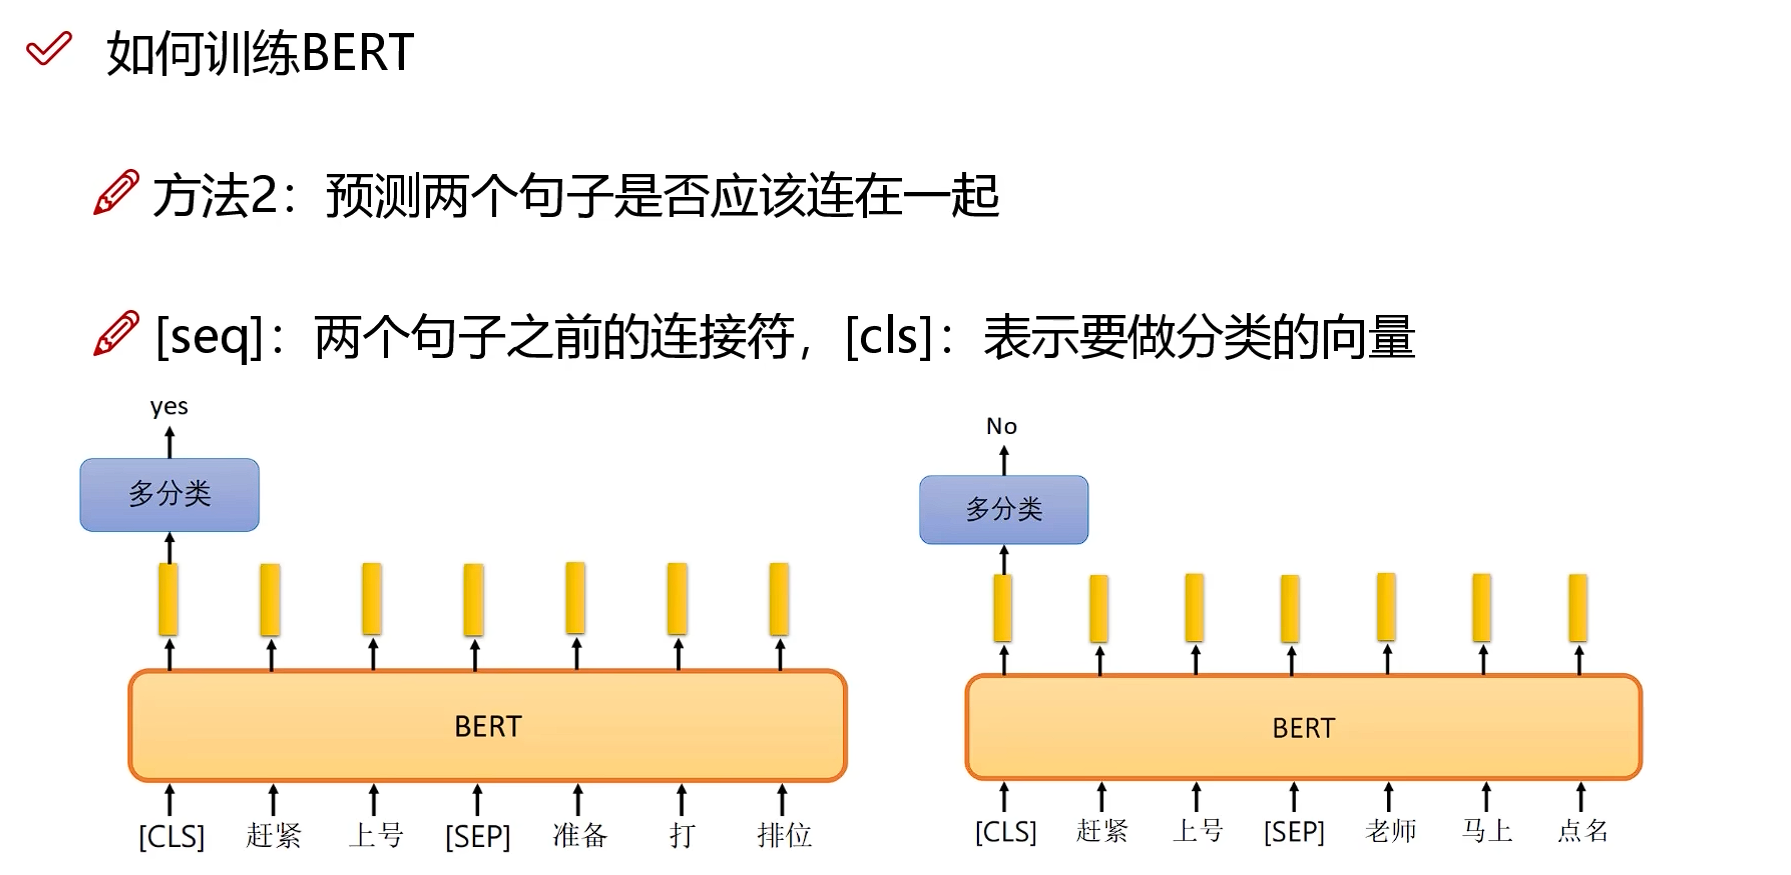 如何训练BERT
方法2：预测两个句子是否应该连在一起
[seq]：两个句子之前的连接符，[cls]：表示要做分类的向量
yes
多分类
BERT
[CLS] 赶紧 上号 [SEP] 准备 打 排位
No
多分类
BERT
[CLS] 赶紧 上号 [SEP] 老师 马上 点名